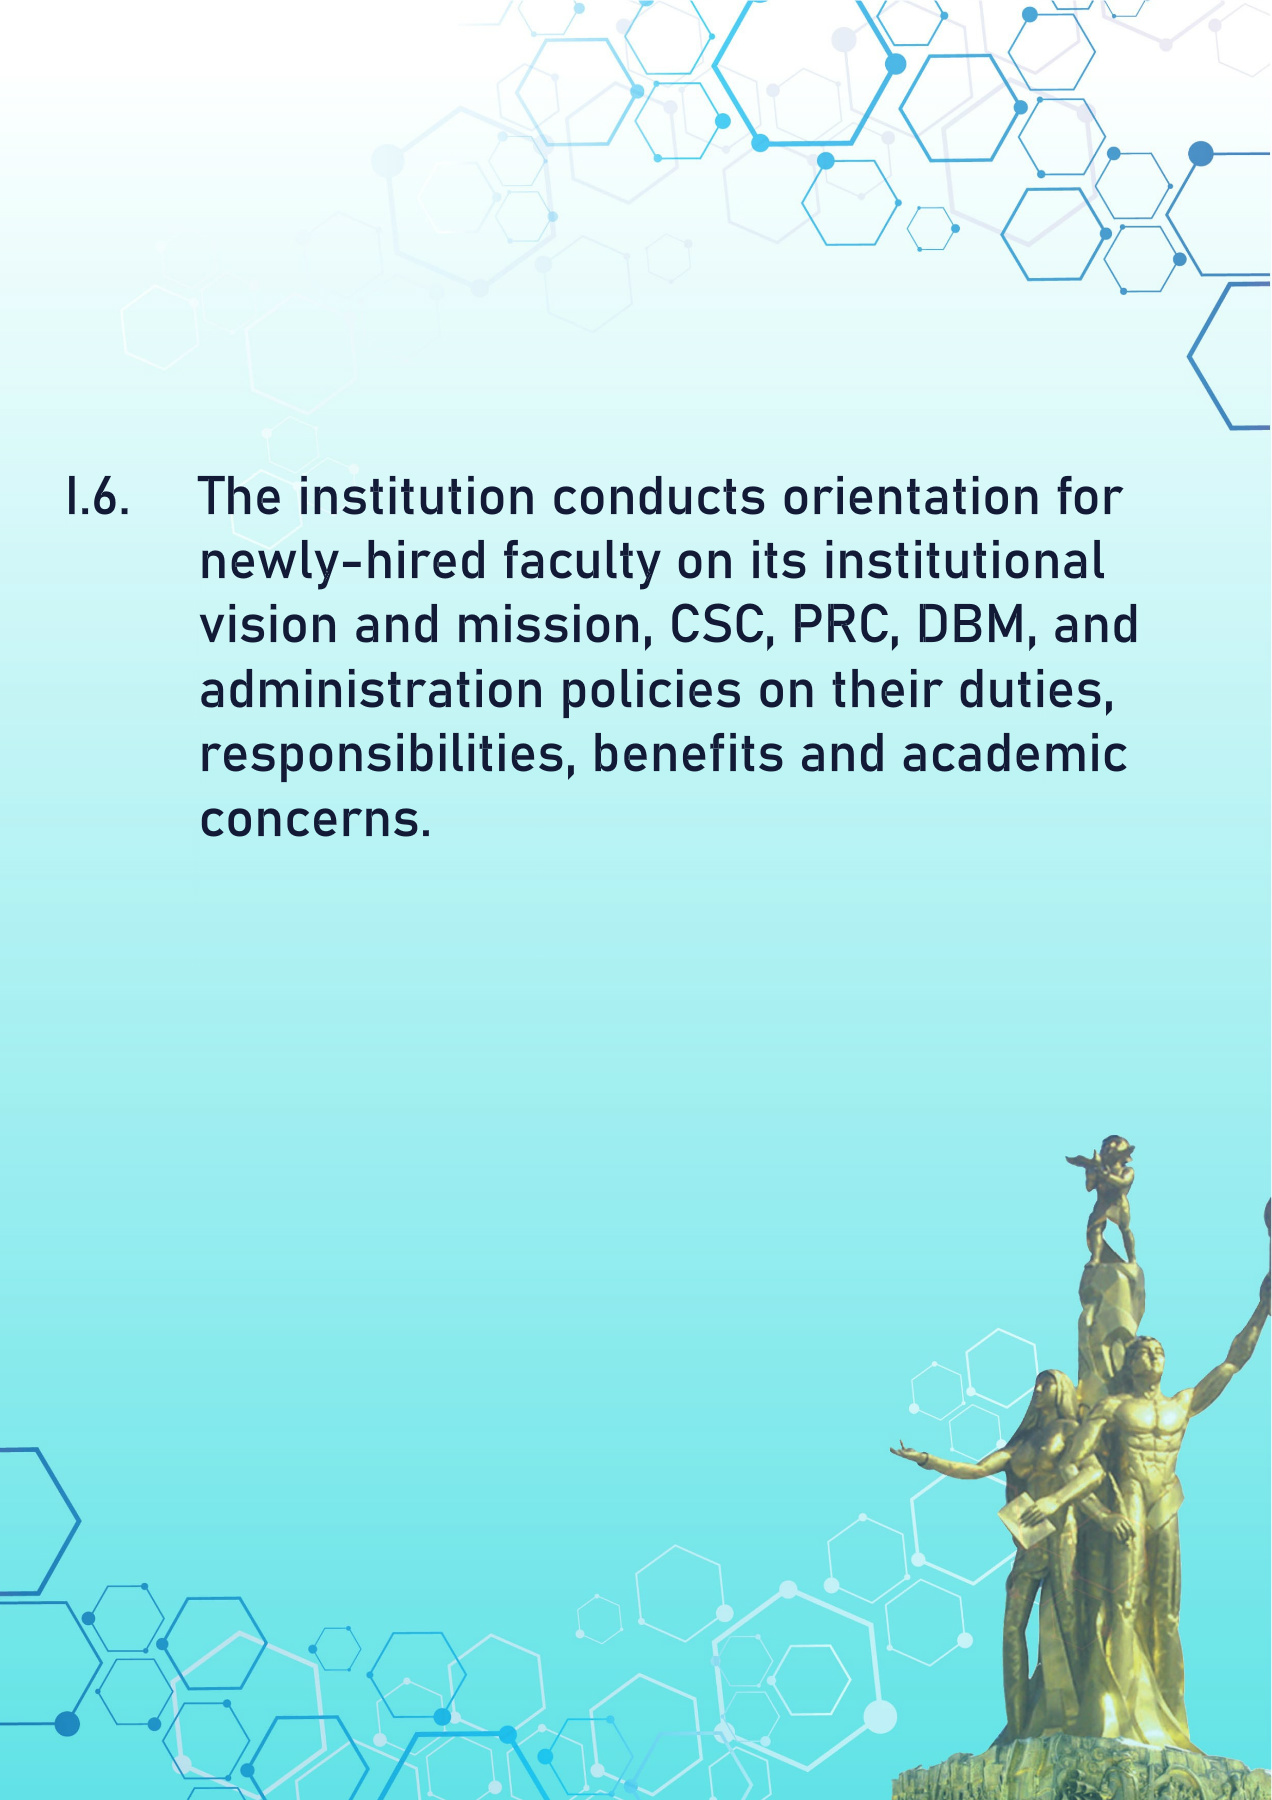 I.6. The institution conducts orientation for
newly-hired faculty on its institutional
vision and mission, CSC, PRC, DBM, and
administration policies on their duties,
responsibilities, benefits and academic
concerns.